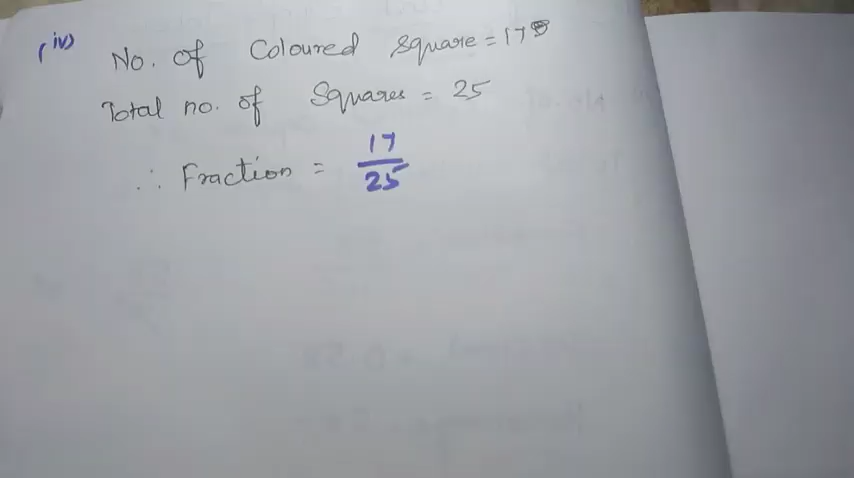 (iv) No. of Coloured square = 17
Total no. of Squares = 25
∴ Fraction = 17/25